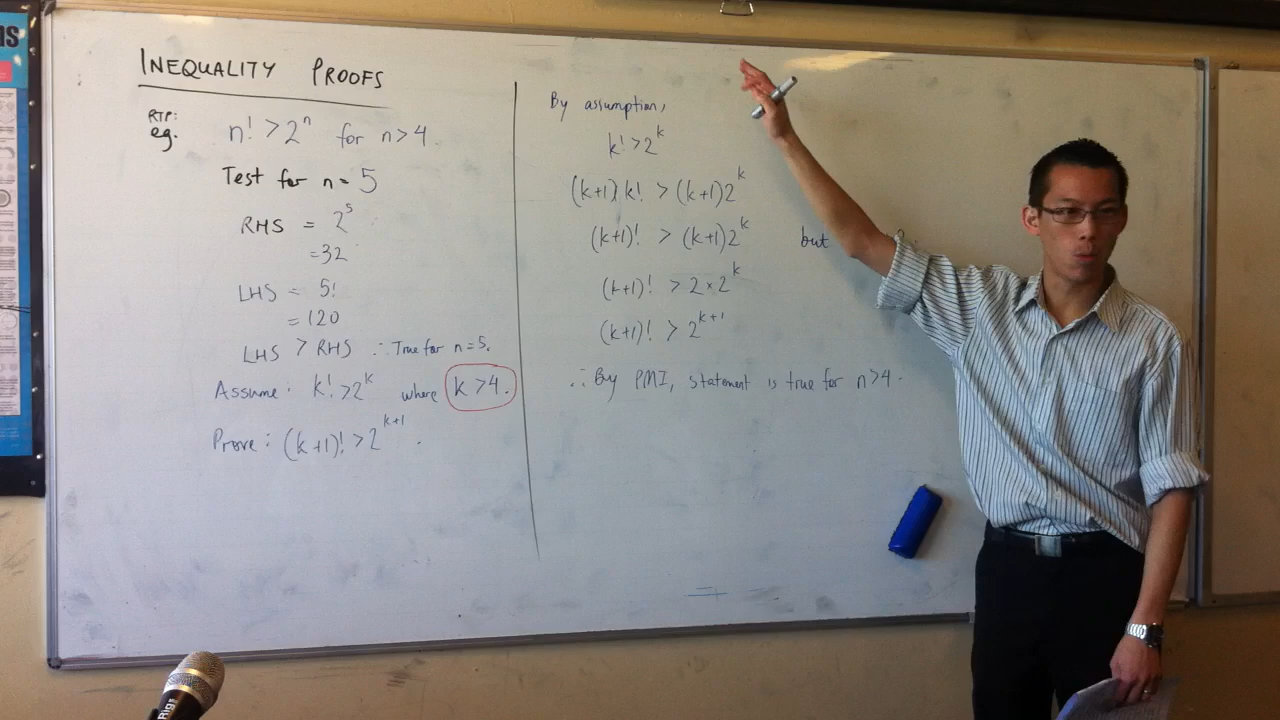 INEQUALITY PROOFS
RTP:
eg. n! > 2^n for n > 4.
Test for n = 5
RHS = 2^5
= 32
LHS = 5!
= 120
LHS > RHS ∴ True for n = 5.
Assume: k! > 2^k where k > 4.
Prove: (k+1)! > 2^{k+1}.
By assumption,
k! > 2^k
(k+1)k! > (k+1)2^k
(k+1)! > (k+1)2^k but
(k+1)! > 2 × 2^k
(k+1)! > 2^{k+1}
∴ By PMI, statement is true for n > 4.